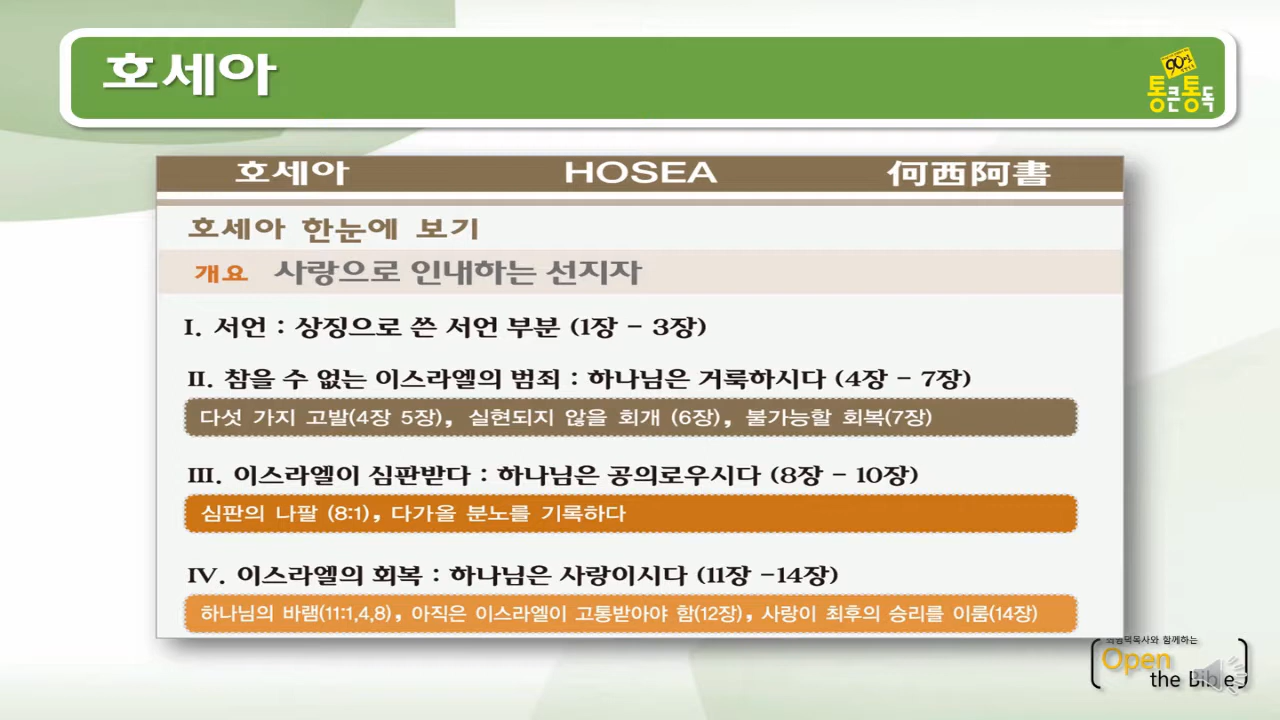 호세아
90일
통큰통독
호세아 HOSEA 何西阿書
호세아 한눈에 보기
개요 사랑으로 인내하는 선지자
I. 서언 : 상징으로 쓴 서언 부분 (1장 - 3장)
II. 참을 수 없는 이스라엘의 범죄 : 하나님은 거룩하시다 (4장 - 7장)
다섯 가지 고발(4장 5장), 실현되지 않을 회개 (6장), 불가능할 회복(7장)
III. 이스라엘이 심판받다 : 하나님은 공의로우시다 (8장 - 10장)
심판의 나팔 (8:1), 다가올 분노를 기록하다
IV. 이스라엘의 회복 : 하나님은 사랑이시다 (11장 -14장)
하나님의 바램(11:1,4,8), 아직은 이스라엘이 고통받아야 함(12장), 사랑이 최후의 승리를 이룸(14장)
함께하는
Open
the Bible